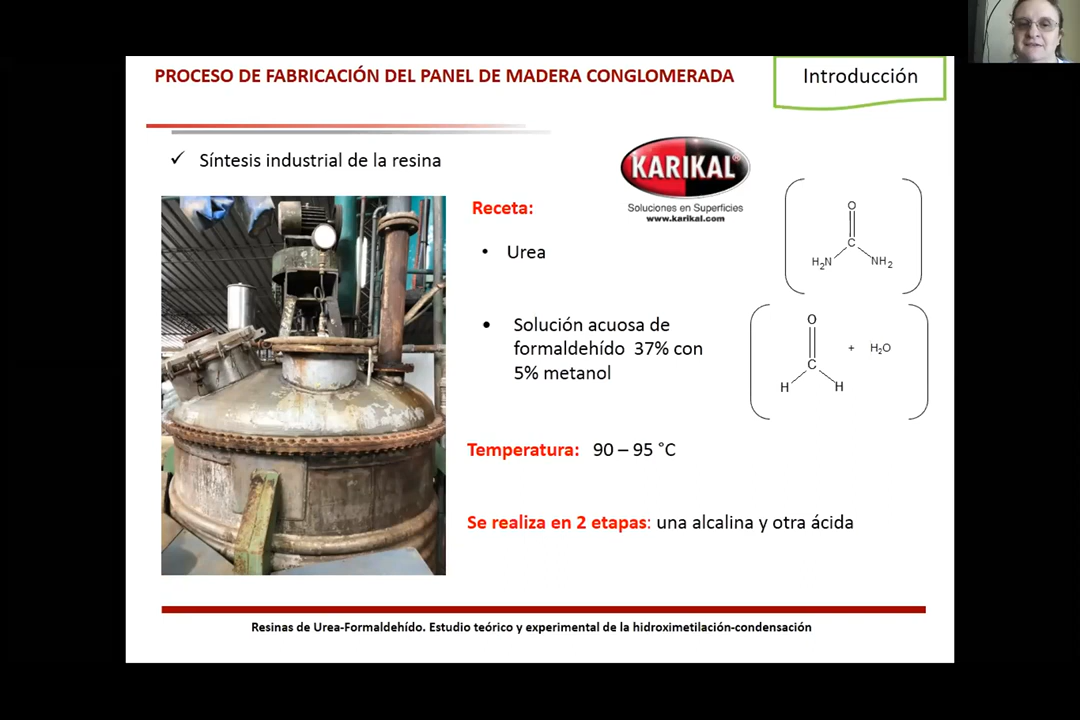 PROCESO DE FABRICACIÓN DEL PANEL DE MADERA CONGLOMERADA
Introducción
✓ Síntesis industrial de la resina
KARIKAL®
Soluciones en Superficies
www.karikal.com
Receta:
• Urea
O
C
H₂N
NH₂
• Solución acuosa de
formaldehído 37% con
5% metanol
O
C
H
H
+ H₂O
Temperatura: 90 – 95 °C
Se realiza en 2 etapas: una alcalina y otra ácida
Resinas de Urea-Formaldehído. Estudio teórico y experimental de la hidroximetilación-condensación